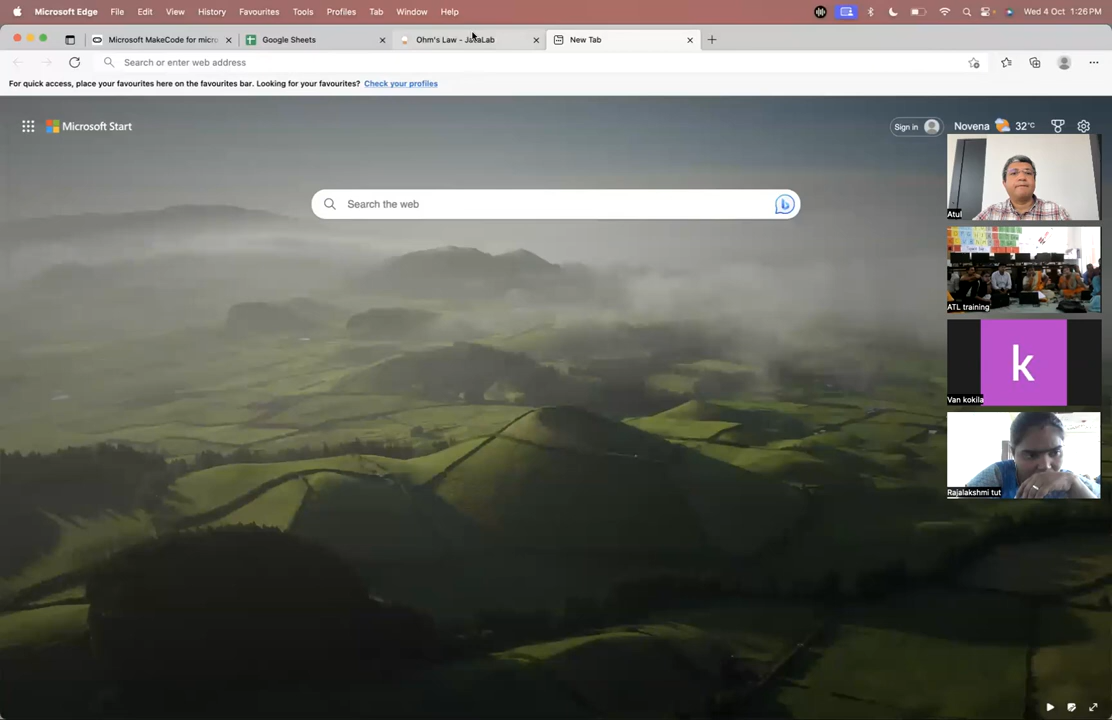 Microsoft Edge File Edit View History Favourites Tools Profiles Tab Window Help Wed 4 Oct 1:26 PM
Microsoft MakeCode for micro Google Sheets Ohm's Law - JavaLab New Tab
Search or enter web address
For quick access, place your favourites here on the favourites bar. Looking for your favourites? Check your profiles
Microsoft Start Sign in Novena 32°C
Search the web
Atul
ATL training
k
Van kokila
Rajalakshmi tut